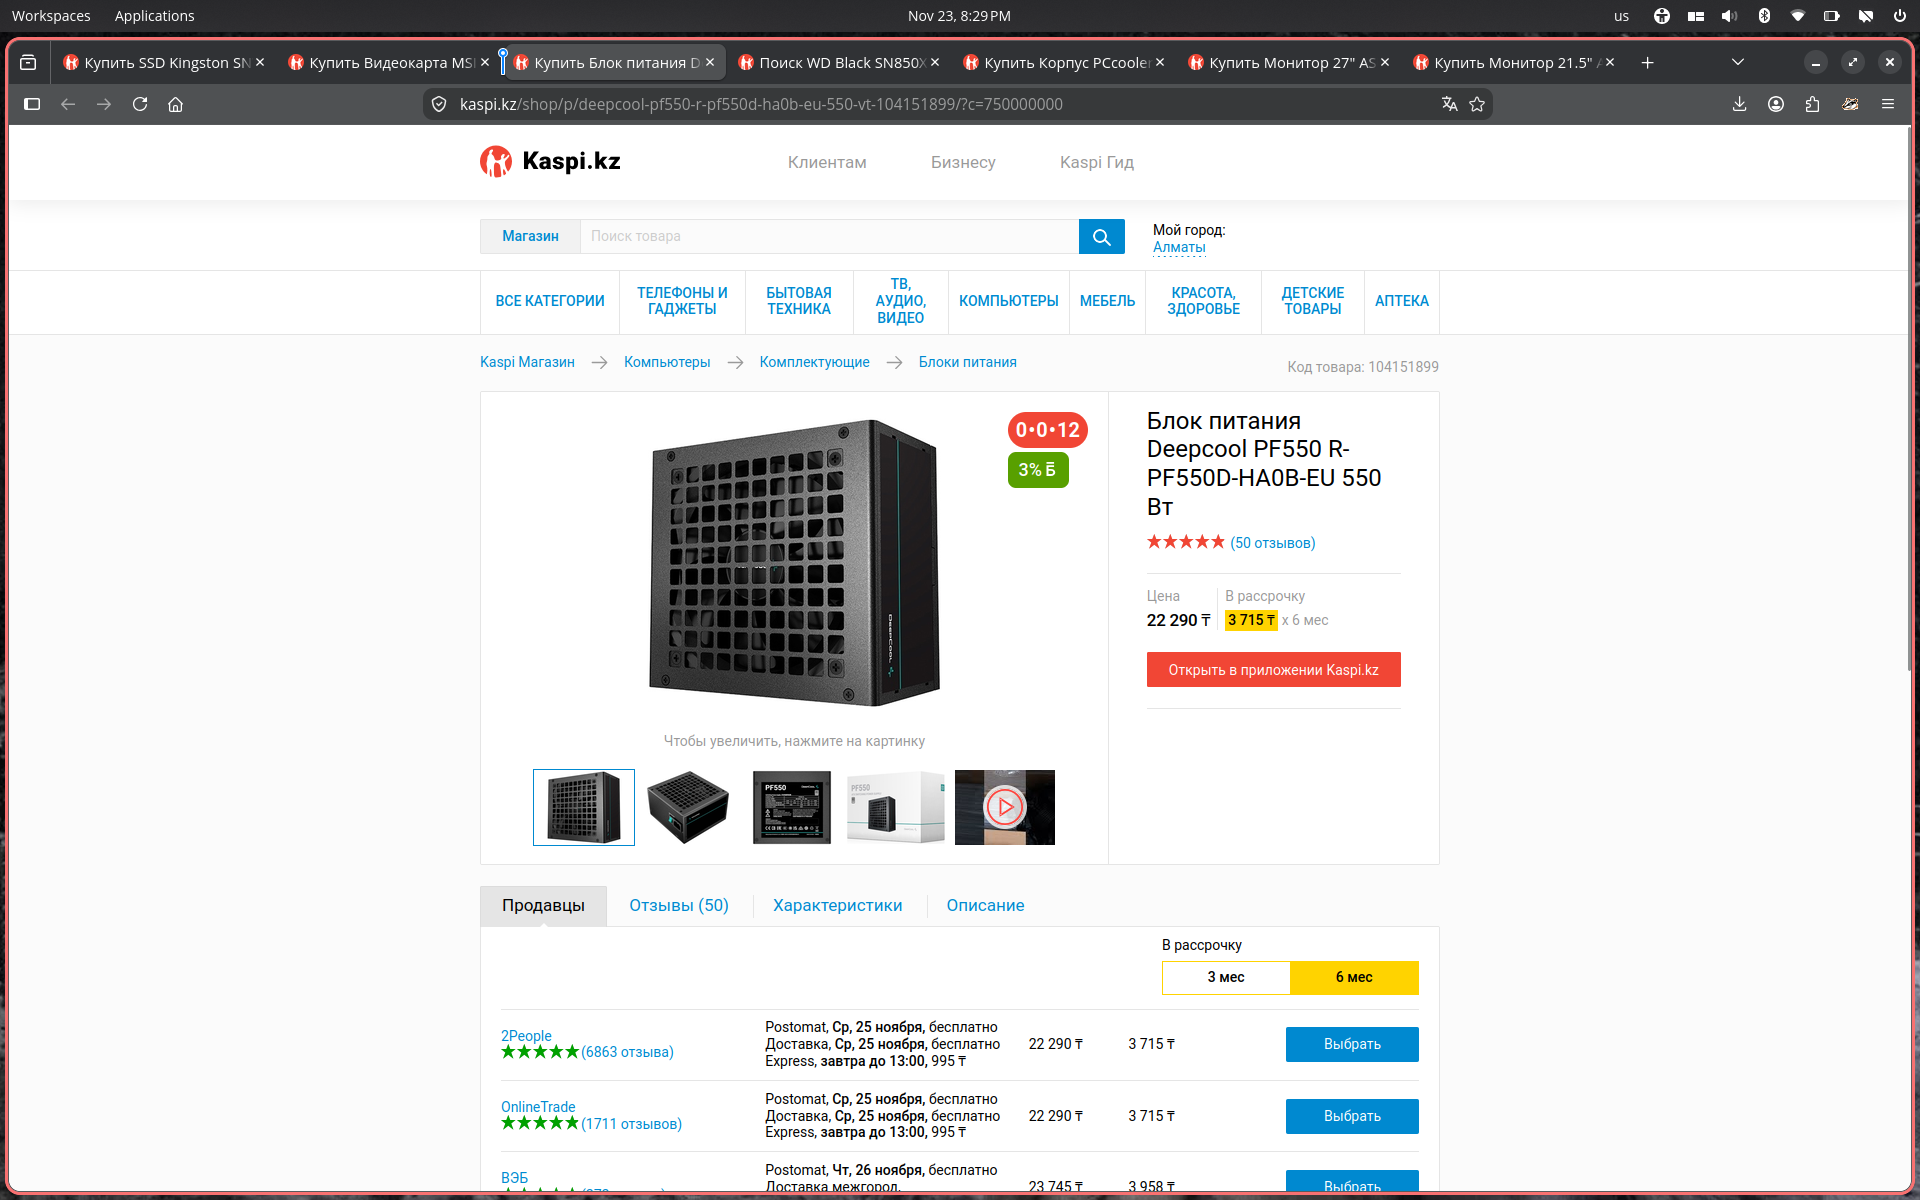 Workspaces Applications Nov 23, 8:29 PM us
Купить SSD Kingston SN Купить Видеокарта MSI Купить Блок питания D Поиск WD Black SN850X Купить Корпус PCcooler Купить Монитор 27" AS Купить Монитор 21.5" A
kaspi.kz/shop/p/deepcool-pf550-r-pf550d-ha0b-eu-550-vt-104151899/?c=750000000
Kaspi.kz Клиентам Бизнесу Kaspi Гид
Магазин Поиск товара
Мой город:
Алматы
ВСЕ КАТЕГОРИИ
ТЕЛЕФОНЫ И
ГАДЖЕТЫ
БЫТОВАЯ
ТЕХНИКА
ТВ,
АУДИО,
ВИДЕО
КОМПЬЮТЕРЫ
МЕБЕЛЬ
КРАСОТА,
ЗДОРОВЬЕ
ДЕТСКИЕ
ТОВАРЫ
АПТЕКА
Kaspi Магазин Компьютеры Комплектующие Блоки питания
Код товара: 104151899
0•0•12
3% Б
DEEPCOOL
Чтобы увеличить, нажмите на картинку
PF550
PF550
Блок питания
Deepcool PF550 R-
PF550D-HA0B-EU 550
Вт
(50 отзывов)
Цена В рассрочку
22 290 ₸ 3 715 ₸ x 6 мес
Открыть в приложении Kaspi.kz
Продавцы Отзывы (50) Характеристики Описание
В рассрочку
3 мес 6 мес
2People
(6863 отзыва)
Postomat, Ср, 25 ноября, бесплатно
Доставка, Ср, 25 ноября, бесплатно
Express, завтра до 13:00, 995 ₸
22 290 ₸ 3 715 ₸ Выбрать
OnlineTrade
(1711 отзывов)
Postomat, Ср, 25 ноября, бесплатно
Доставка, Ср, 25 ноября, бесплатно
Express, завтра до 13:00, 995 ₸
22 290 ₸ 3 715 ₸ Выбрать
ВЭБ
Postomat, Чт, 26 ноября, бесплатно
Доставка межгород,
23 745 ₸ 3 958 ₸ Выбрать